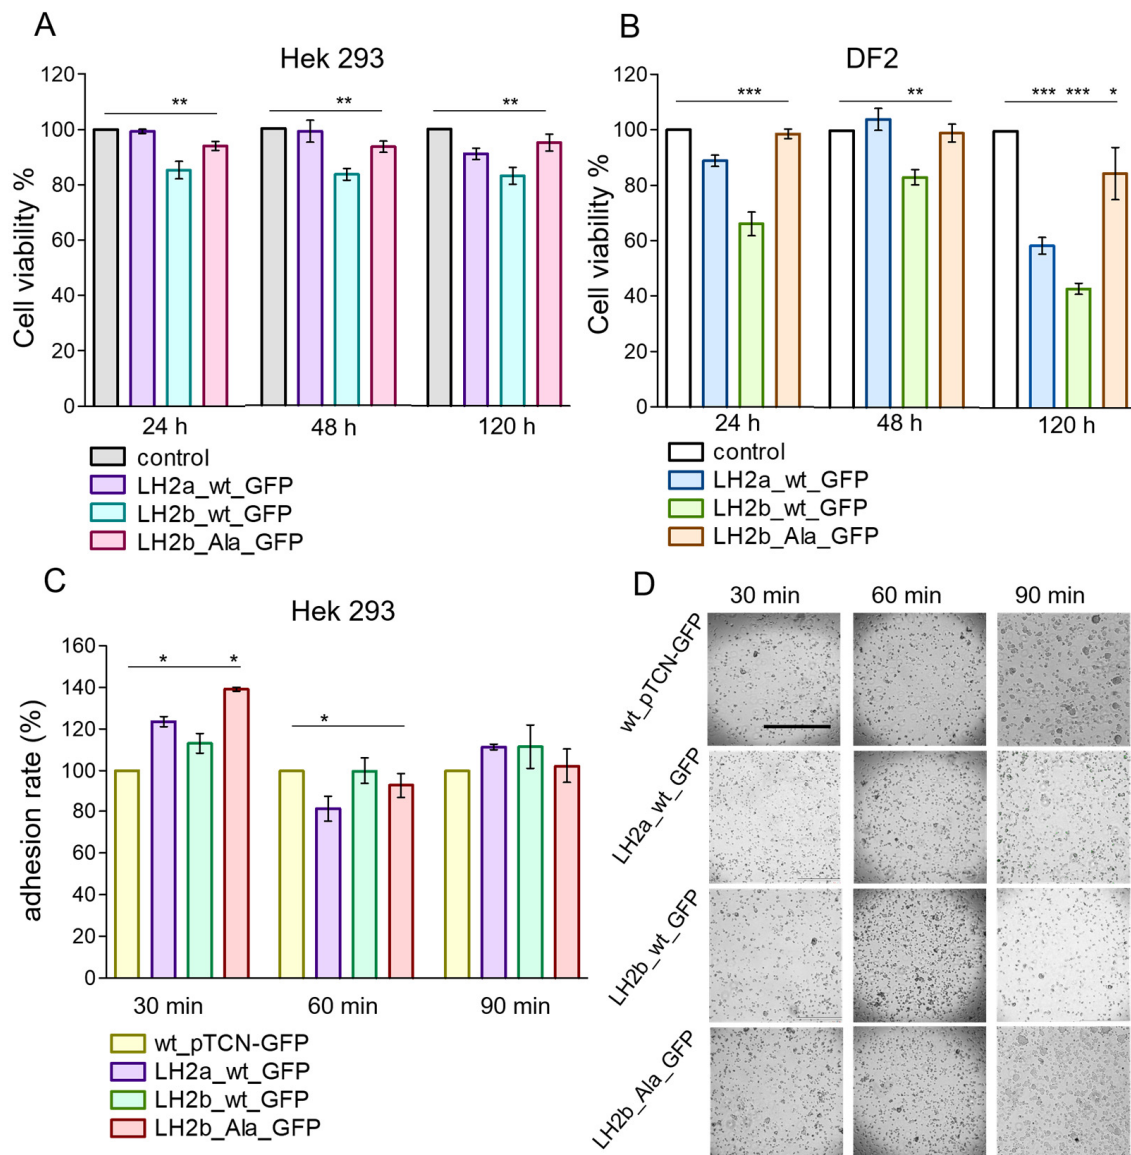 A
Hek 293
Cell viability %
120
100
80
60
40
20
0
**
**
**
24 h
48 h
120 h
control
LH2a_wt_GFP
LH2b_wt_GFP
LH2b_Ala_GFP
B
DF2
Cell viability %
120
100
80
60
40
20
0
***
**
*** *** *
24 h
48 h
120 h
control
LH2a_wt_GFP
LH2b_wt_GFP
LH2b_Ala_GFP
C
Hek 293
adhesion rate (%)
160
140
120
100
80
60
40
20
0
* *
*
30 min
60 min
90 min
wt_pTCN-GFP
LH2a_wt_GFP
LH2b_wt_GFP
LH2b_Ala_GFP
D
30 min
60 min
90 min
wt_pTCN-GFP
LH2a_wt_GFP
LH2b_wt_GFP
LH2b_Ala_GFP